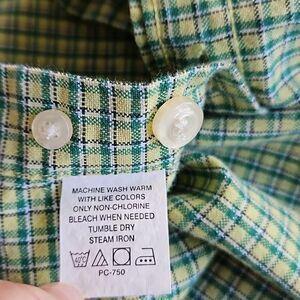 MACHINE WASH WARM
WITH LIKE COLORS
ONLY NON-CHLORINE
BLEACH WHEN NEEDED
TUMBLE DRY
STEAM IRON
PC-750